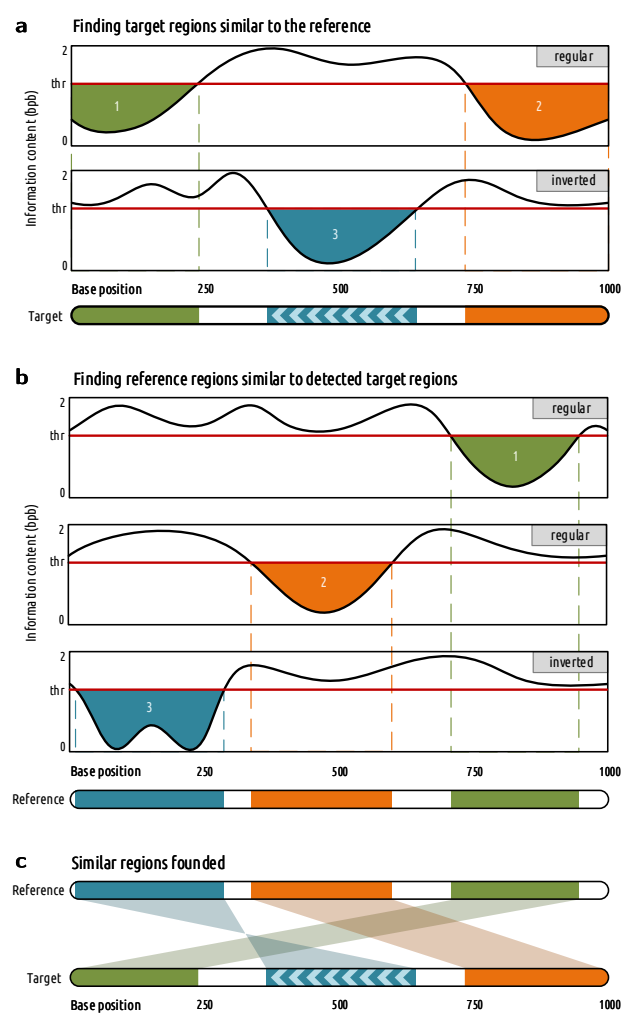 a Finding target regions similar to the reference
Information content (bpb)
2
regular
thr
1
2
0
2
inverted
thr
3
0
Base position 250 500 750 1000
Target
b Finding reference regions similar to detected target regions
Information content (bpb)
2
regular
thr
1
0
2
regular
thr
2
0
2
inverted
thr
3
0
Base position 250 500 750 1000
Reference
c Similar regions founded
Reference
Target
Base position 250 500 750 1000